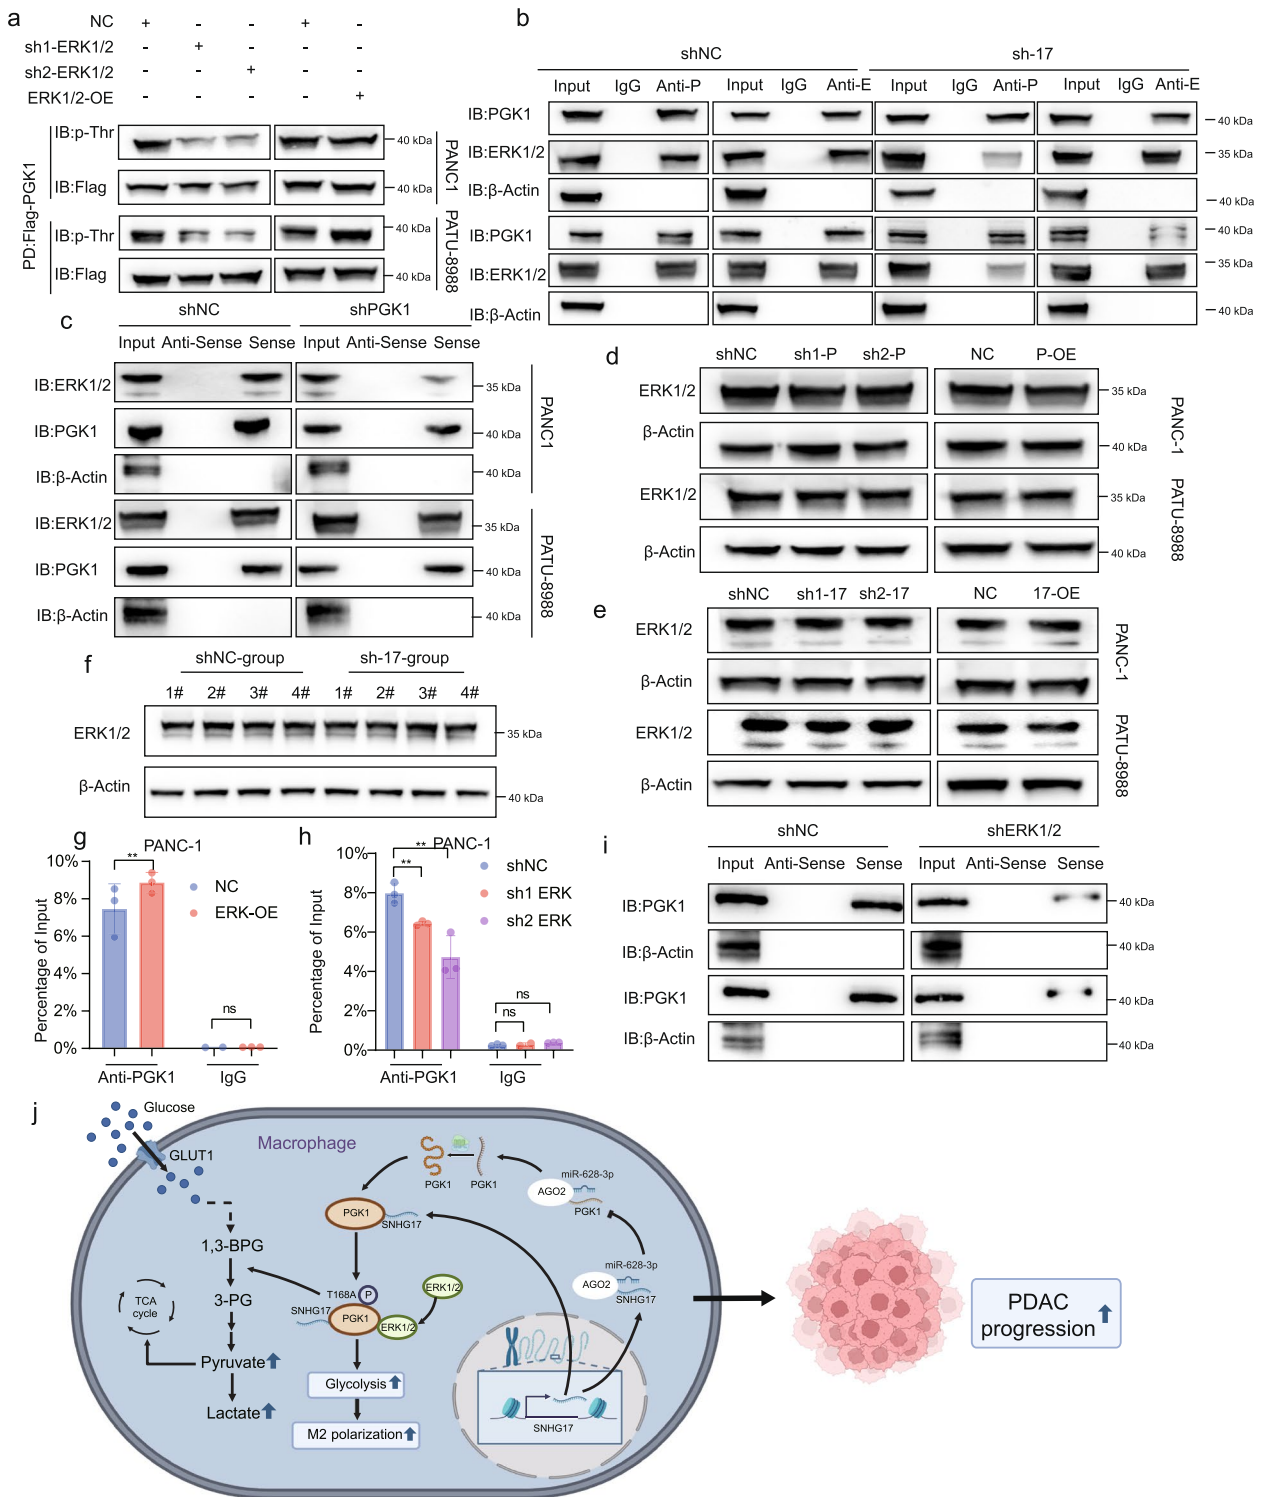 a
NC + - - + -
sh1-ERK1/2 - + - - -
sh2-ERK1/2 - - + - -
ERK1/2-OE - - - - +
PD:Flag-PGK1
IB:p-Thr 40 kDa
IB:Flag 40 kDa
PANC1
IB:p-Thr 40 kDa
IB:Flag 40 kDa
PATU-8988
b
shNC sh-17
Input IgG Anti-P Input IgG Anti-E Input IgG Anti-P Input IgG Anti-E
IB:PGK1 40 kDa
IB:ERK1/2 35 kDa
IB:β-Actin 40 kDa
IB:PGK1 40 kDa
IB:ERK1/2 35 kDa
IB:β-Actin 40 kDa
c
shNC shPGK1
Input Anti-Sense Sense Input Anti-Sense Sense
IB:ERK1/2 35 kDa
IB:PGK1 40 kDa
IB:β-Actin 40 kDa
PANC1
IB:ERK1/2 35 kDa
IB:PGK1 40 kDa
IB:β-Actin 40 kDa
PATU-8988
d
shNC sh1-P sh2-P NC P-OE
ERK1/2 35 kDa
β-Actin 40 kDa
PANC-1
ERK1/2 35 kDa
β-Actin 40 kDa
PATU-8988
e
shNC sh1-17 sh2-17 NC 17-OE
ERK1/2
β-Actin
PANC-1
ERK1/2
β-Actin
PATU-8988
f
shNC-group sh-17-group
1# 2# 3# 4# 1# 2# 3# 4#
ERK1/2 35 kDa
β-Actin 40 kDa
g
PANC-1
Percentage of Input
10%
8%
6%
4%
2%
0%
**
ns
NC
ERK-OE
Anti-PGK1 IgG
h
PANC-1
Percentage of Input
10%
8%
6%
4%
2%
0%
**
**
ns
ns
shNC
sh1 ERK
sh2 ERK
Anti-PGK1 IgG
i
shNC shERK1/2
Input Anti-Sense Sense Input Anti-Sense Sense
IB:PGK1 40 kDa
IB:β-Actin 40 kDa
IB:PGK1 40 kDa
IB:β-Actin 40 kDa
j
Glucose
GLUT1
Macrophage
1,3-BPG
3-PG
TCA
cycle
Pyruvate
Lactate
PGK1 PGK1
PGK1
SNHG17
T168A P
SNHG17
PGK1
ERK1/2
ERK1/2
Glycolysis
M2 polarization
miR-628-3p
AGO2
PGK1
miR-628-3p
AGO2
SNHG17
SNHG17
PDAC
progression